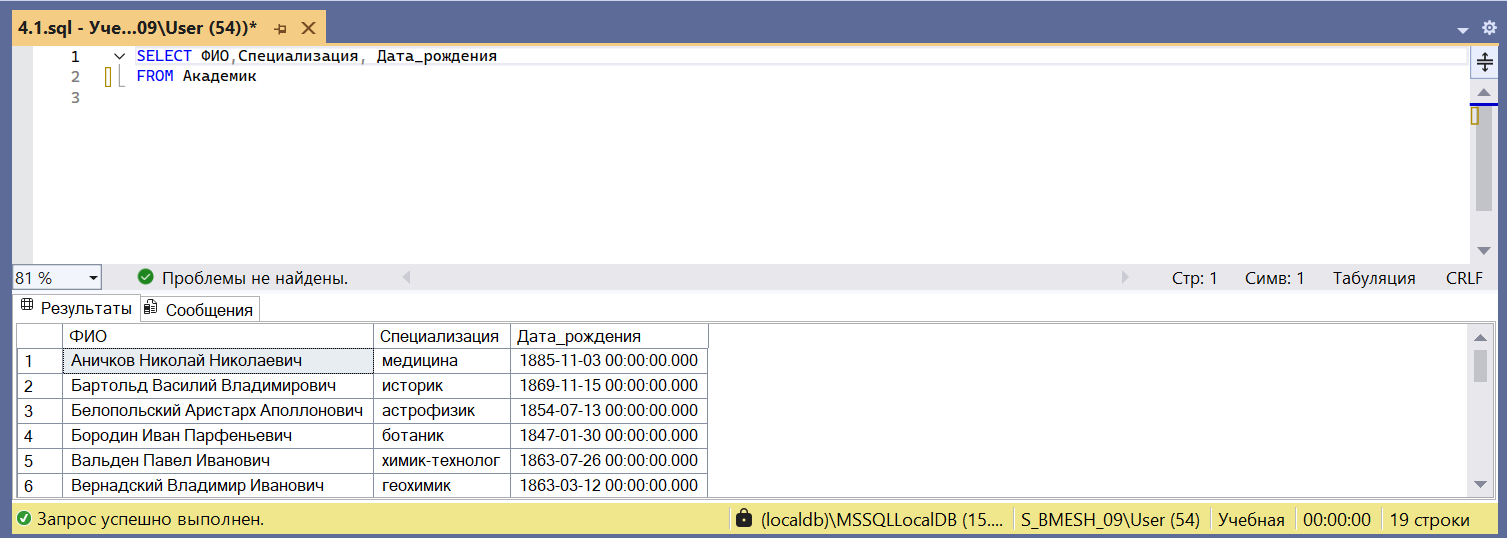 4.1.sql - Уче...09\User (54))*
1 SELECT ФИО,Специализация, Дата_рождения
2 FROM Академик
3
81 % Проблемы не найдены. Стр: 1 Симв: 1 Табуляция CRLF
Результаты Сообщения
ФИО Специализация Дата_рождения
1 Аничков Николай Николаевич медицина 1885-11-03 00:00:00.000
2 Бартольд Василий Владимирович историк 1869-11-15 00:00:00.000
3 Белопольский Аристарх Аполлонович астрофизик 1854-07-13 00:00:00.000
4 Бородин Иван Парфеньевич ботаник 1847-01-30 00:00:00.000
5 Вальден Павел Иванович химик-технолог 1863-07-26 00:00:00.000
6 Вернадский Владимир Иванович геохимик 1863-03-12 00:00:00.000
Запрос успешно выполнен. (localdb)\MSSQLLocalDB (15.... S_BMESH_09\User (54) Учебная 00:00:00 19 строки